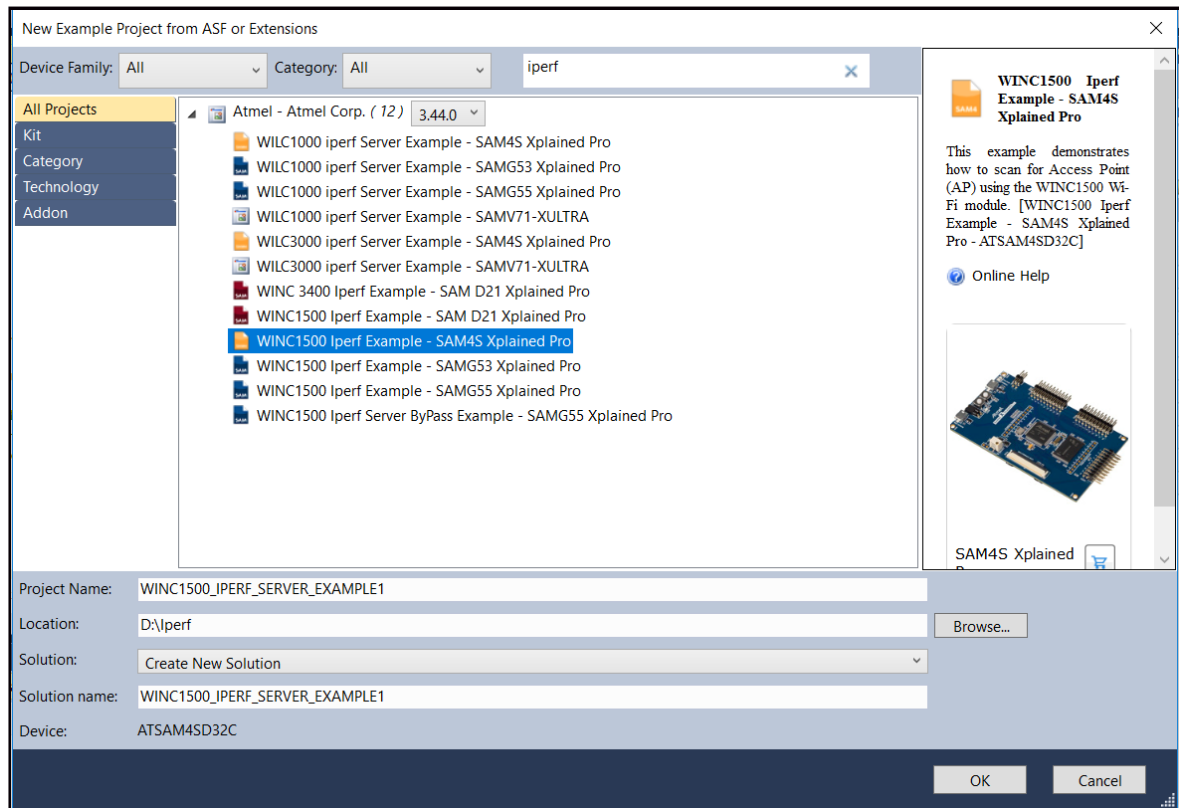 New Example Project from ASF or Extensions
Device Family: All Category: All iperf
All Projects
Kit
Category
Technology
Addon
Atmel - Atmel Corp. ( 12 ) 3.44.0
WILC1000 iperf Server Example - SAM4S Xplained Pro
WILC1000 iperf Server Example - SAMG53 Xplained Pro
WILC1000 iperf Server Example - SAMG55 Xplained Pro
WILC1000 iperf Server Example - SAMV71-XULTRA
WILC3000 iperf Server Example - SAM4S Xplained Pro
WILC3000 iperf Server Example - SAMV71-XULTRA
WINC 3400 Iperf Example - SAM D21 Xplained Pro
WINC1500 Iperf Example - SAM D21 Xplained Pro
WINC1500 Iperf Example - SAM4S Xplained Pro
WINC1500 Iperf Example - SAMG53 Xplained Pro
WINC1500 Iperf Example - SAMG55 Xplained Pro
WINC1500 Iperf Server ByPass Example - SAMG55 Xplained Pro
SAM4
WINC1500 Iperf
Example - SAM4S
Xplained Pro
This example demonstrates
how to scan for Access Point
(AP) using the WINC1500 Wi-
Fi module. [WINC1500 Iperf
Example - SAM4S Xplained
Pro - ATSAM4SD32C]
Online Help
SAM4S Xplained
Project Name: WINC1500_IPERF_SERVER_EXAMPLE1
Location: D:\Iperf Browse...
Solution: Create New Solution
Solution name: WINC1500_IPERF_SERVER_EXAMPLE1
Device: ATSAM4SD32C
OK Cancel